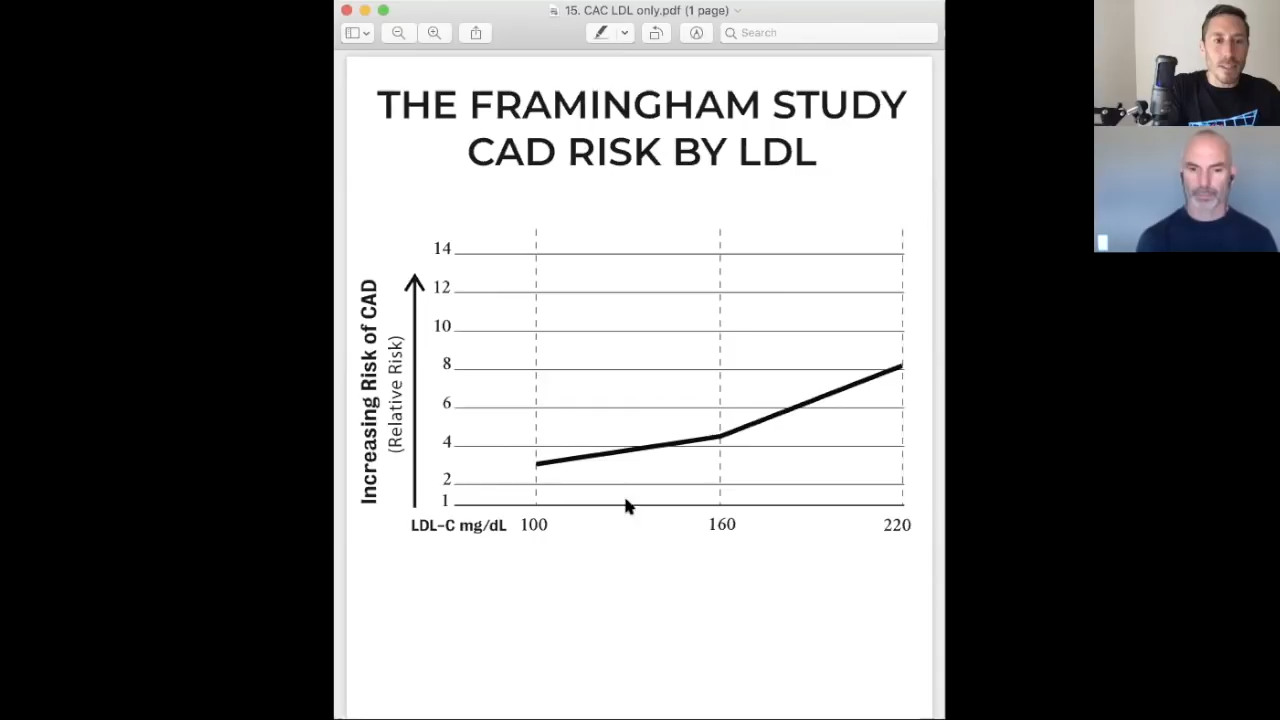 15. CAC LDL only.pdf (1 page)
Search
THE FRAMINGHAM STUDY
CAD RISK BY LDL
Increasing Risk of CAD
(Relative Risk)
14
12
10
8
6
4
2
1
LDL-C mg/dL 100 160 220